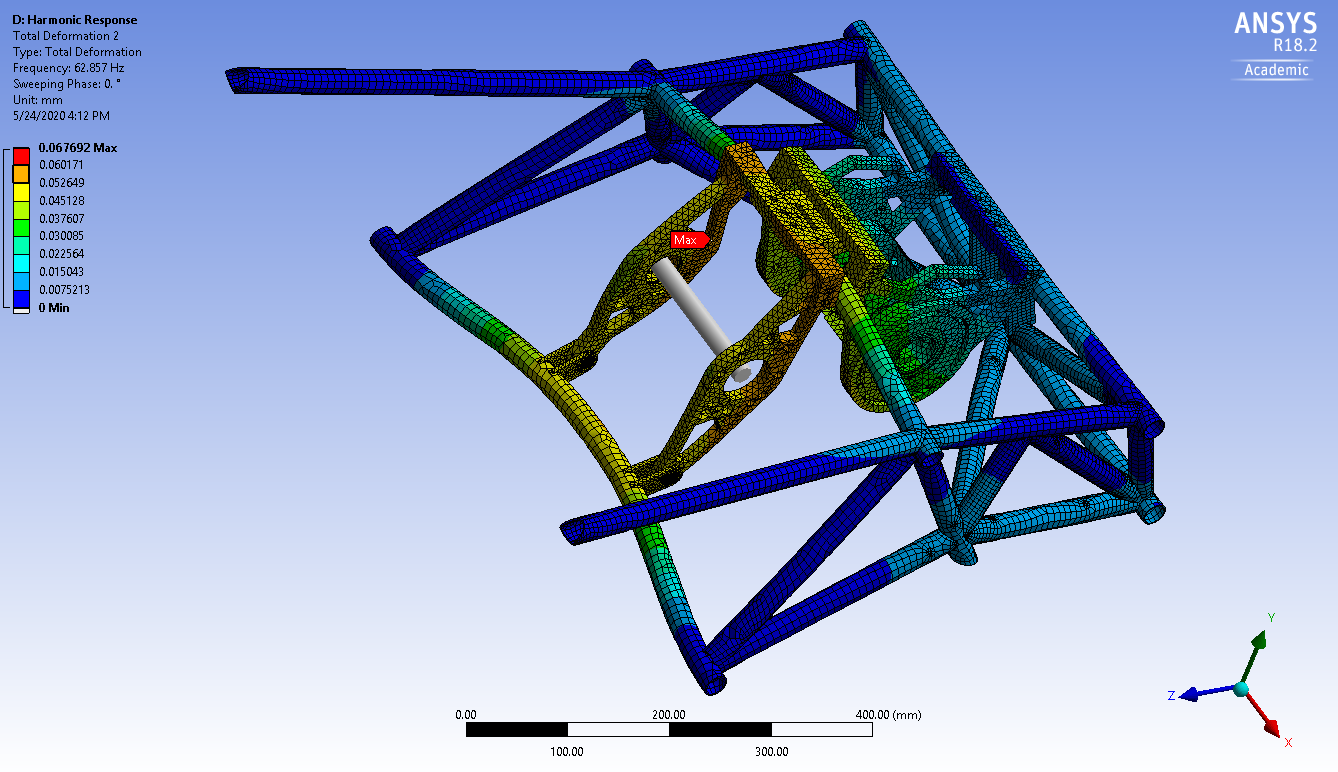 D: Harmonic Response
Total Deformation 2
Type: Total Deformation
Frequency: 62.857 Hz
Sweeping Phase: 0. °
Unit: mm
5/24/2020 4:12 PM
0.067692 Max
0.060171
0.052649
0.045128
0.037607
0.030085
0.022564
0.015043
0.0075213
0 Min
ANSYS
R18.2
Academic
Max
0.00 200.00 400.00 (mm)
100.00 300.00
Y
Z
X